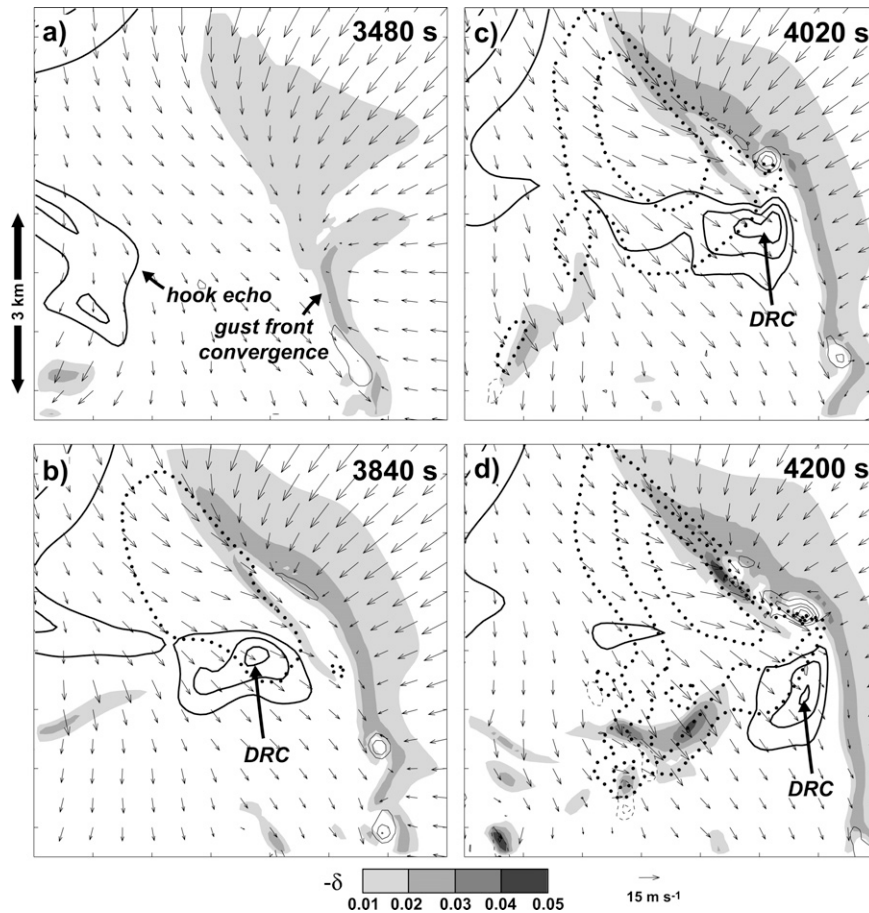 a)
3480 s
hook echo
gust front
convergence
3 km
b)
3840 s
DRC
c)
4020 s
DRC
d)
4200 s
DRC
-δ
0.01 0.02 0.03 0.04 0.05
15 m s-1